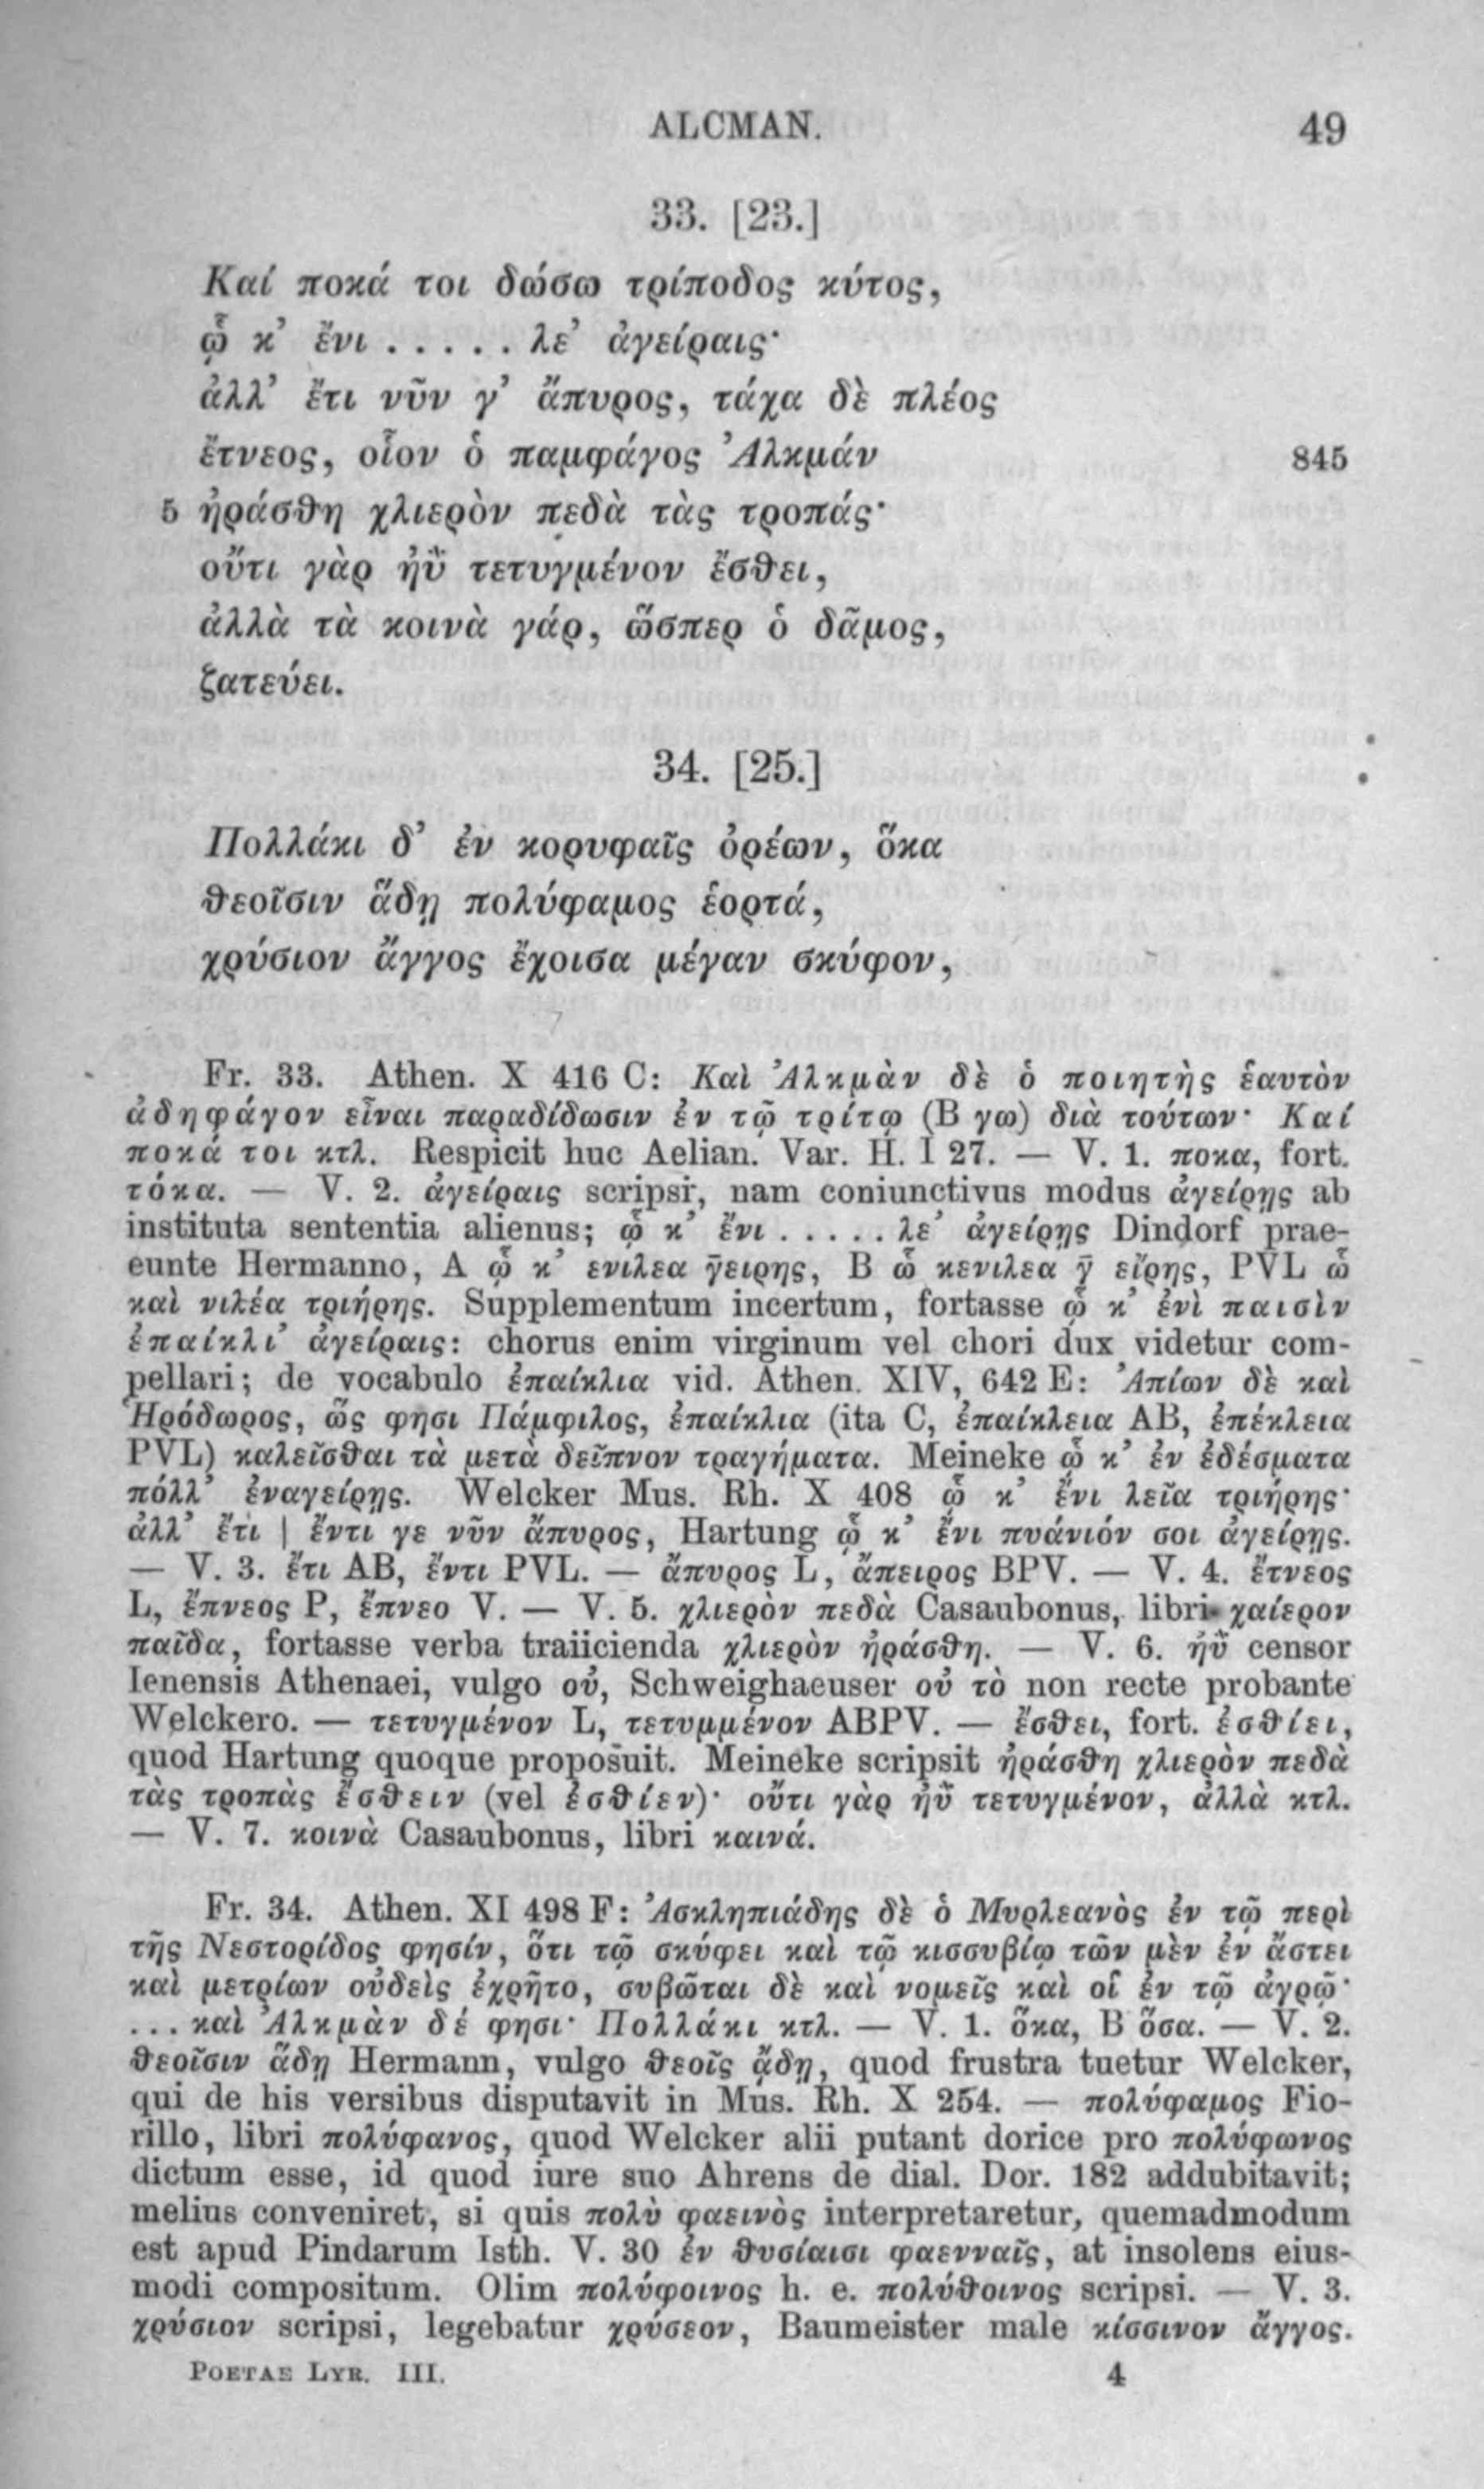 ALCMAN. 49
33. [23.]
Καί ποκά τοι δώσω τρίποδος κύτος,
ᾧ κ’ ἔνι ..... λε’ ἀγείραις·
ἀλλ’ ἔτι νῦν γ’ ἄπυρος, τάχα δὲ πλέος
ἔτνεος, οἷον ὁ παμφάγος Ἀλκμάν 845
5 ἠράσθη χλιερὸν πεδὰ τὰς τροπάς·
οὔτι γὰρ ἠῢ τετυγμένον ἔσθει,
ἀλλὰ τὰ κοινὰ γάρ, ὥσπερ ὁ δᾶμος,
ζατεύει.
34. [25.]
Πολλάκι δ’ ἐν κορυφαῖς ὀρέων, ὅκα
θεοῖσιν ἅδῃ πολύφαμος ἑορτά,
χρύσιον ἄγγος ἔχοισα μέγαν σκύφον,
Fr. 33. Athen. X 416 C: Καὶ Ἀλκμὰν δὲ ὁ ποιητὴς ἑαυτὸν
ἀδηφάγον εἶναι παραδίδωσιν ἐν τῷ τρίτῳ (B γω) διὰ τούτων· Καί
ποκά τοι κτλ. Respicit huc Aelian. Var. H. I 27. — V. 1. ποκα, fort.
τόκα. — V. 2. ἀγείραις scripsi, nam coniunctivus modus ἀγείρῃς ab
instituta sententia alienus; ᾧ κ’ ἔνι ..... λε’ ἀγείρῃς Dindorf prae-
eunte Hermanno, A ᾧ κ’ ενιλεα γ̄ειρης, B ὦ κενιλεα γ̄ εἴρης, PVL ὦ
καὶ νιλέα τριήρης. Supplementum incertum, fortasse ᾧ κ’ ἐνὶ παισὶν
ἐπαίκλι’ ἀγείραις: chorus enim virginum vel chori dux videtur com-
pellari; de vocabulo ἐπαίκλια vid. Athen. XIV, 642 E: Ἀπίων δὲ καὶ
Ἡρόδωρος, ὥς φησι Πάμφιλος, ἐπαίκλια (ita C, ἐπαίκλεια AB, ἐπέκλεια
PVL) καλεῖσθαι τὰ μετὰ δεῖπνον τραγήματα. Meineke ᾧ κ’ ἐν ἐδέσματα
πόλλ’ ἐναγείρῃς. Welcker Mus. Rh. X 408 ᾧ κ’ ἔνι λεῖα τριήρης·
ἀλλ’ ἔτι | ἔντι γε νῦν ἄπυρος, Hartung ᾧ κ’ ἔνι πυάνιόν σοι ἀγείρῃς.
— V. 3. ἔτι AB, ἔντι PVL. — ἄπυρος L, ἄπειρος BPV. — V. 4. ἔτνεος
L, ἔπνεος P, ἔπνεο V. — V. 5. χλιερὸν πεδὰ Casaubonus, libri χαίερον
παῖδα, fortasse verba traiicienda χλιερὸν ἠράσθη. — V. 6. ἠῢ censor
Ienensis Athenaei, vulgo οὐ, Schweighaeuser οὐ τὸ non recte probante
Welckero. — τετυγμένον L, τετυμμένον ABPV. — ἔσθει, fort. ἐσθίει,
quod Hartung quoque proposuit. Meineke scripsit ἠράσθη χλιερὸν πεδὰ
τὰς τροπὰς ἔσθειν (vel ἐσθίεν)· οὔτι γὰρ ἠῢ τετυγμένον, ἀλλὰ κτλ.
— V. 7. κοινὰ Casaubonus, libri καινά.
Fr. 34. Athen. XI 498 F: Ἀσκληπιάδης δὲ ὁ Μυρλεανὸς ἐν τῷ περὶ
τῆς Νεστορίδος φησίν, ὅτι τῷ σκύφει καὶ τῷ κισσυβίῳ τῶν μὲν ἐν ἄστει
καὶ μετρίων οὐδεὶς ἐχρῆτο, συβῶται δὲ καὶ νομεῖς καὶ οἱ ἐν τῷ ἀγρῷ·
... καὶ Ἀλκμὰν δέ φησι· Πολλάκι κτλ. — V. 1. ὅκα, B ὅσα. — V. 2.
θεοῖσιν ἅδῃ Hermann, vulgo θεοῖς ᾅδῃ, quod frustra tuetur Welcker,
qui de his versibus disputavit in Mus. Rh. X 254. — πολύφαμος Fio-
rillo, libri πολύφανος, quod Welcker alii putant dorice pro πολύφωνος
dictum esse, id quod iure suo Ahrens de dial. Dor. 182 addubitavit;
melius conveniret, si quis πολὺ φαεινὸς interpretaretur, quemadmodum
est apud Pindarum Isth. V. 30 ἐν θυσίαισι φαενναῖς, at insolens eius-
modi compositum. Olim πολύφοινος h. e. πολύθοινος scripsi. — V. 3.
χρύσιον scripsi, legebatur χρύσεον, Baumeister male κίσσινον ἄγγος.
POETAE LYR. III. 4